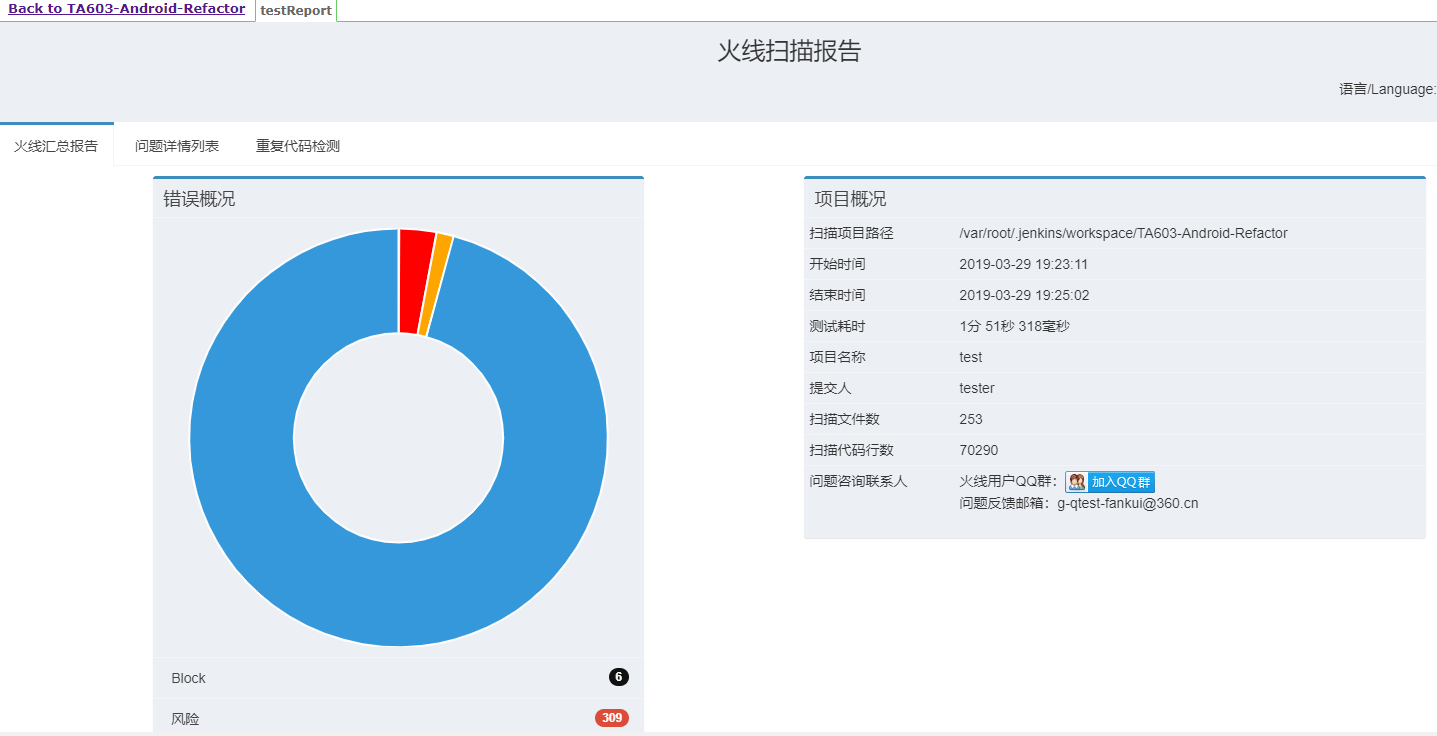 Back to TA603-Android-Refactor testReport
火线扫描报告
语言/Language:
火线汇总报告 问题详情列表 重复代码检测
错误概况
Block 6
风险 309
项目概况
扫描项目路径 /var/root/.jenkins/workspace/TA603-Android-Refactor
开始时间 2019-03-29 19:23:11
结束时间 2019-03-29 19:25:02
测试耗时 1分 51秒 318毫秒
项目名称 test
提交人 tester
扫描文件数 253
扫描代码行数 70290
问题咨询联系人 火线用户QQ群： 加入QQ群
问题反馈邮箱：g-qtest-fankui@360.cn